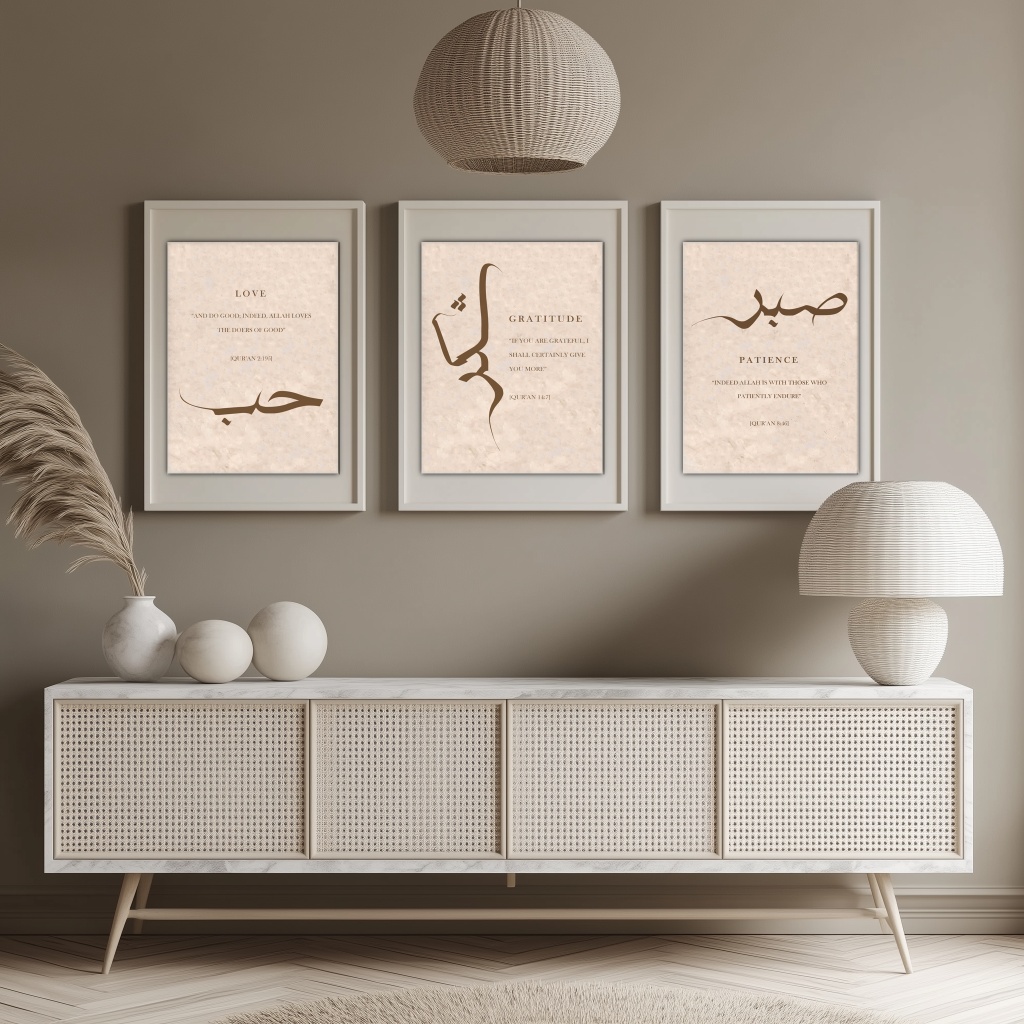 LOVE
"AND DO GOOD; INDEED, ALLAH LOVES
THE DOERS OF GOOD"
[QUR'AN 2:195]
حب
شكر
GRATITUDE
"IF YOU ARE GRATEFUL, I
SHALL CERTAINLY GIVE
YOU MORE"
[QUR'AN 14:7]
صبر
PATIENCE
"INDEED ALLAH IS WITH THOSE WHO
PATIENTLY ENDURE"
[QUR'AN 8:46]